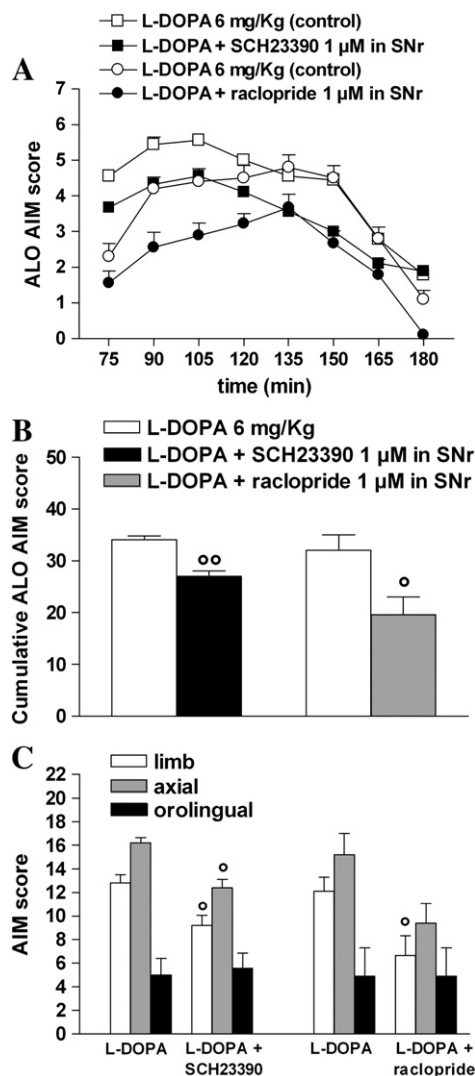 L-DOPA 6 mg/Kg (control)
L-DOPA + SCH23390 1 µM in SNr
L-DOPA 6 mg/Kg (control)
L-DOPA + raclopride 1 µM in SNr
A
7
6
5
4
3
2
1
0
ALO AIM score
75 90 105 120 135 150 165 180
time (min)
B
L-DOPA 6 mg/Kg
L-DOPA + SCH23390 1 µM in SNr
L-DOPA + raclopride 1 µM in SNr
40
30
20
10
0
Cumulative ALO AIM score
C
limb
axial
orolingual
22
20
18
16
14
12
10
8
6
4
2
0
AIM score
L-DOPA L-DOPA + L-DOPA L-DOPA +
SCH23390 raclopride